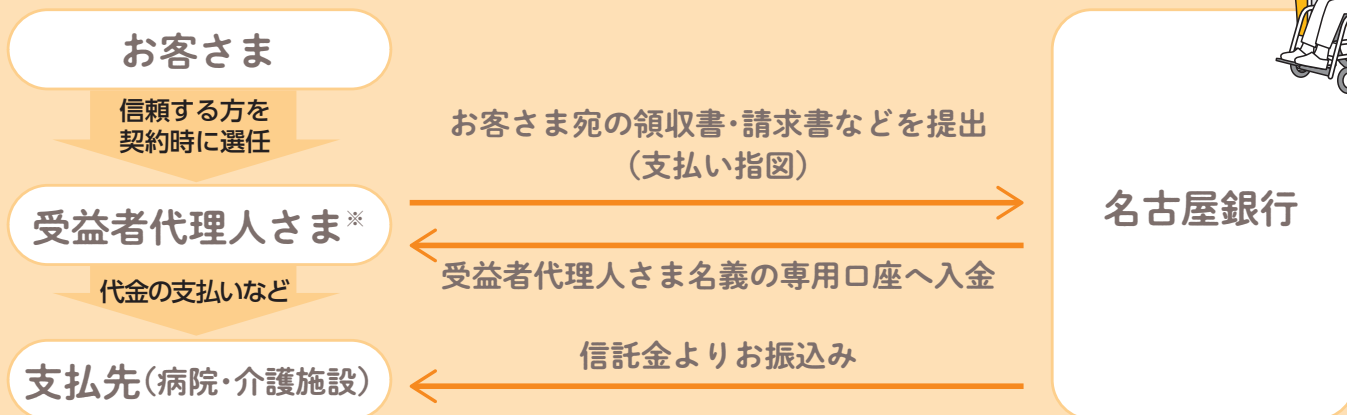 お客さま
信頼する方を
契約時に選任
受益者代理人さま※
代金の支払いなど
支払先(病院・介護施設)
お客さま宛の領収書・請求書などを提出
(支払い指図)
受益者代理人さま名義の専用口座へ入金
信託金よりお振込み
名古屋銀行